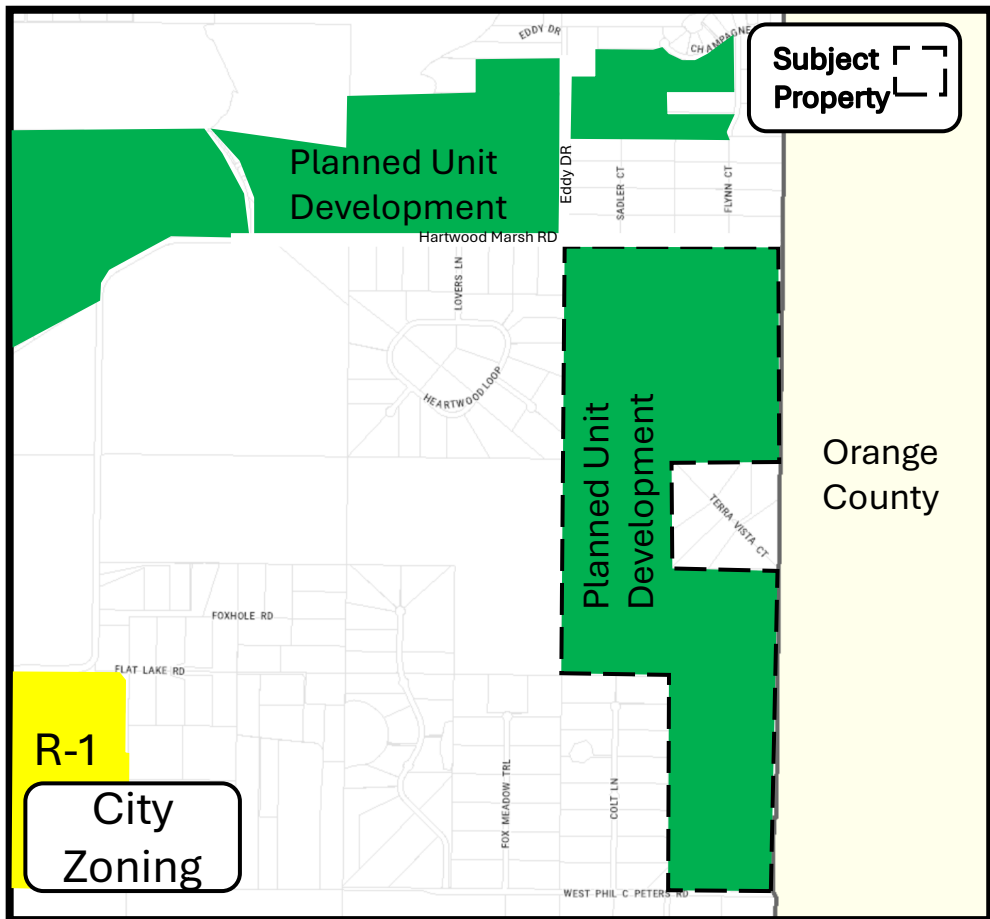 EDDY DR
CHAMPAGNE
Subject
Property
Planned Unit
Development
Eddy DR
SADLER CT
FLYNN CT
Hartwood Marsh RD
LOVERS LN
HEARTWOOD LOOP
Planned Unit
Development
Orange
County
TERRA VISTA CT
FOXHOLE RD
FLAT LAKE RD
R-1
FOX MEADOW TRL
COLT LN
City
Zoning
WEST PHIL C PETERS RD